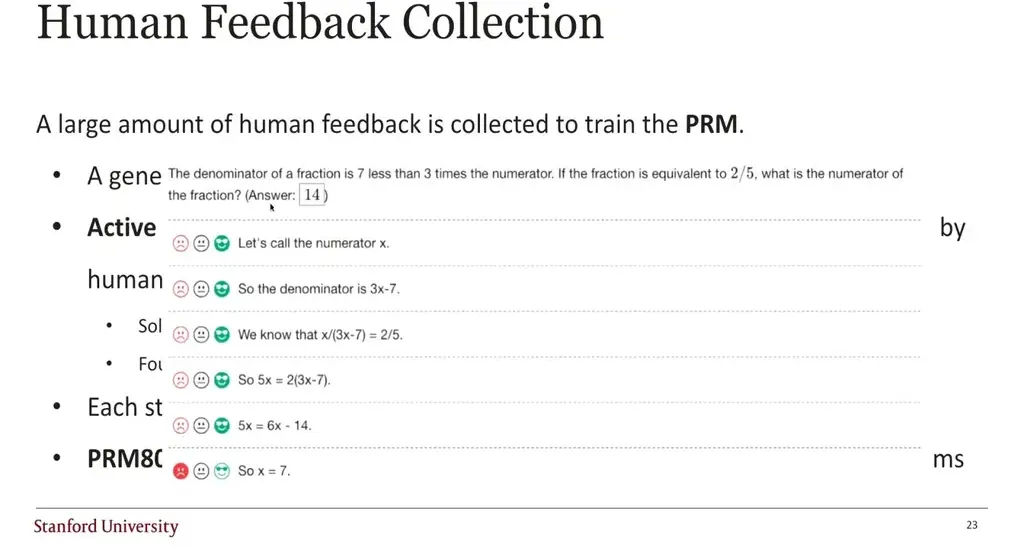 Human Feedback Collection
A large amount of human feedback is collected to train the PRM.
• A gene
The denominator of a fraction is 7 less than 3 times the numerator. If the fraction is equivalent to 2/5, what is the numerator of
the fraction? (Answer: 14)
• Active by
Let's call the numerator x.
human
So the denominator is 3x-7.
• Sol
We know that x/(3x-7) = 2/5.
• Fou
So 5x = 2(3x-7).
• Each st
5x = 6x - 14.
• PRM80 ms
So x = 7.
Stanford University 23